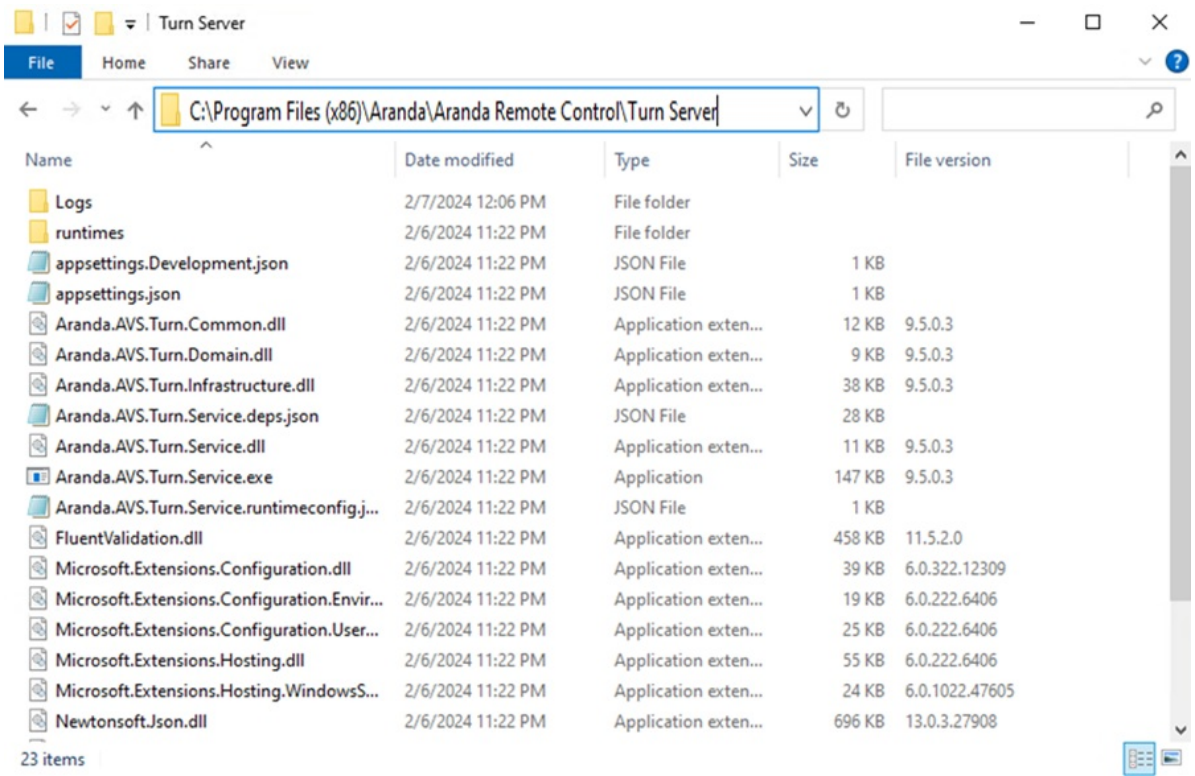 Turn Server
File Home Share View
C:\Program Files (x86)\Aranda\Aranda Remote Control\Turn Server
Name Date modified Type Size File version
Logs 2/7/2024 12:06 PM File folder
runtimes 2/6/2024 11:22 PM File folder
appsettings.Development.json 2/6/2024 11:22 PM JSON File 1 KB
appsettings.json 2/6/2024 11:22 PM JSON File 1 KB
Aranda.AVS.Turn.Common.dll 2/6/2024 11:22 PM Application exten... 12 KB 9.5.0.3
Aranda.AVS.Turn.Domain.dll 2/6/2024 11:22 PM Application exten... 9 KB 9.5.0.3
Aranda.AVS.Turn.Infrastructure.dll 2/6/2024 11:22 PM Application exten... 38 KB 9.5.0.3
Aranda.AVS.Turn.Service.deps.json 2/6/2024 11:22 PM JSON File 28 KB
Aranda.AVS.Turn.Service.dll 2/6/2024 11:22 PM Application exten... 11 KB 9.5.0.3
Aranda.AVS.Turn.Service.exe 2/6/2024 11:22 PM Application 147 KB 9.5.0.3
Aranda.AVS.Turn.Service.runtimeconfig.j... 2/6/2024 11:22 PM JSON File 1 KB
FluentValidation.dll 2/6/2024 11:22 PM Application exten... 458 KB 11.5.2.0
Microsoft.Extensions.Configuration.dll 2/6/2024 11:22 PM Application exten... 39 KB 6.0.322.12309
Microsoft.Extensions.Configuration.Envir... 2/6/2024 11:22 PM Application exten... 19 KB 6.0.222.6406
Microsoft.Extensions.Configuration.User... 2/6/2024 11:22 PM Application exten... 25 KB 6.0.222.6406
Microsoft.Extensions.Hosting.dll 2/6/2024 11:22 PM Application exten... 55 KB 6.0.222.6406
Microsoft.Extensions.Hosting.WindowsS... 2/6/2024 11:22 PM Application exten... 24 KB 6.0.1022.47605
Newtonsoft.Json.dll 2/6/2024 11:22 PM Application exten... 696 KB 13.0.3.27908
23 items